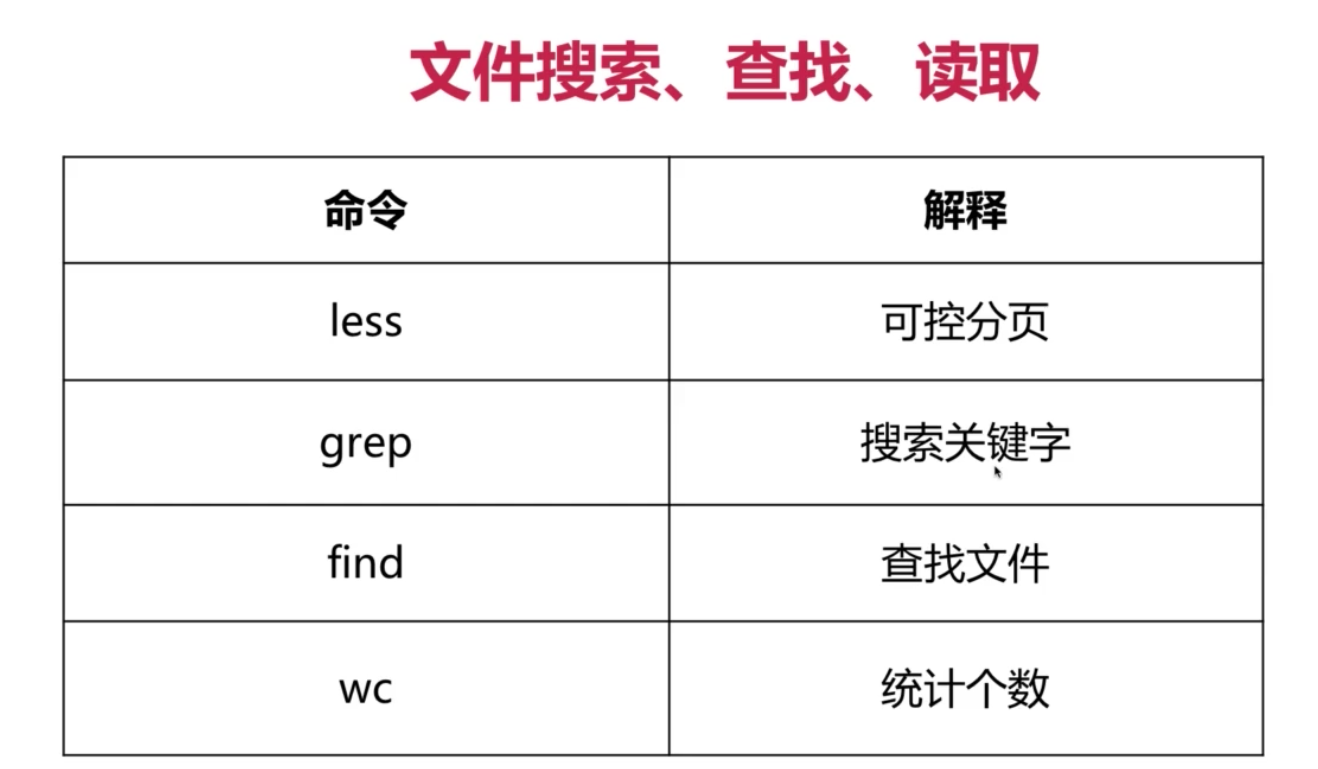 文件搜索、查找、读取
命令 解释
less 可控分页
grep 搜索关键字
find 查找文件
wc 统计个数